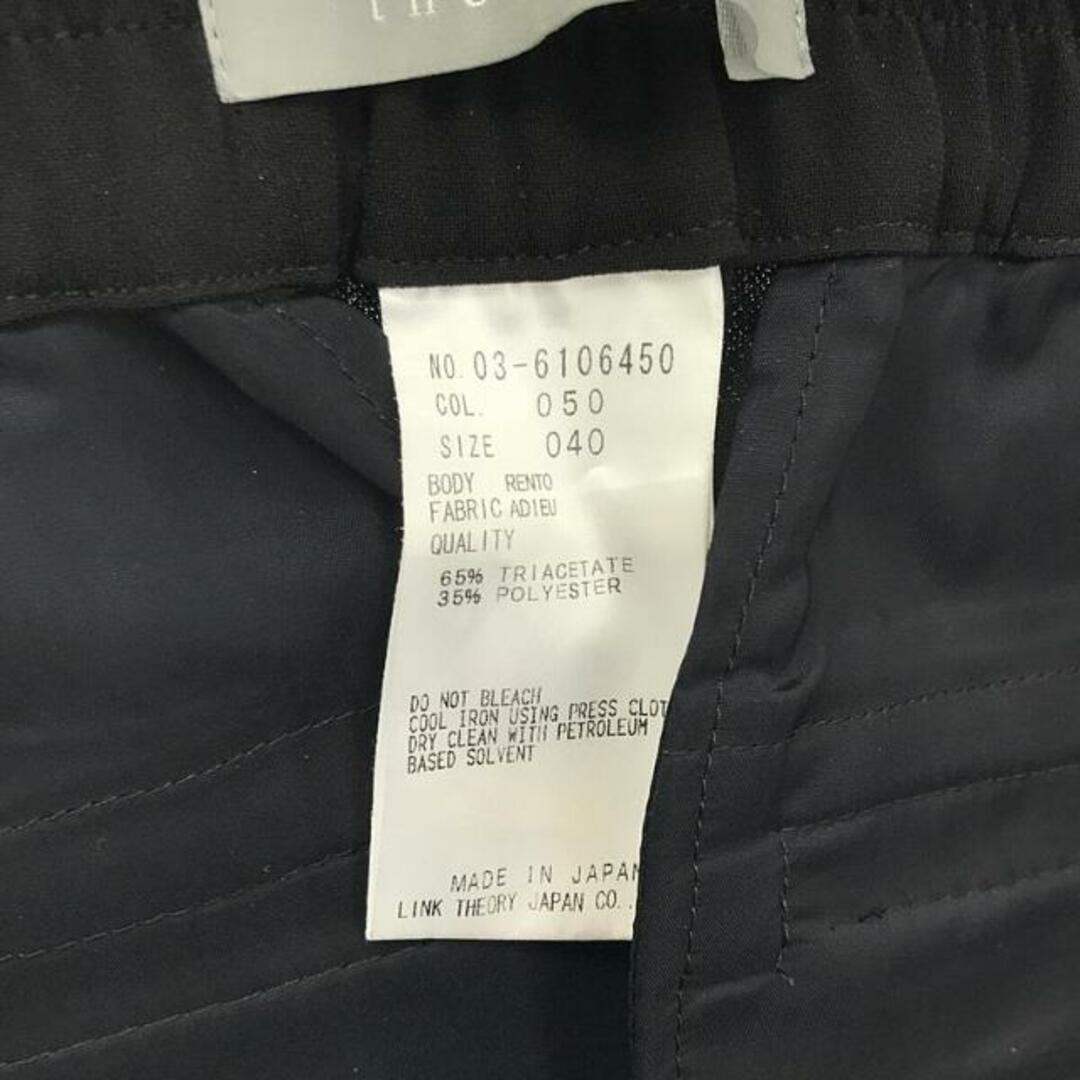 NO. 03-6106450
COL. 050
SIZE 040
BODY RENTO
FABRIC ADIEU
QUALITY
65% TRIACETATE
35% POLYESTER
DO NOT BLEACH
COOL IRON USING PRESS CLOT
DRY CLEAN WITH PETROLEUM
BASED SOLVENT
MADE IN JAPAN
LINK THEORY JAPAN CO.,